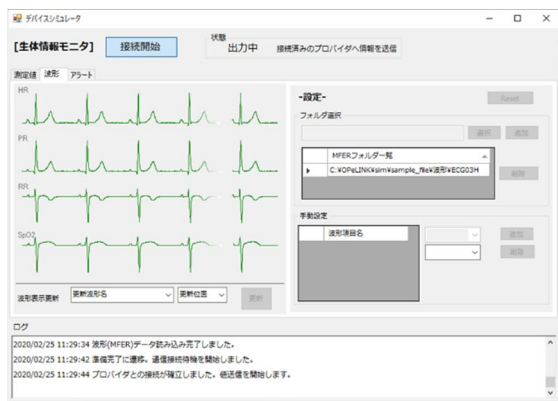 デバイスシミュレータ
[生体情報モニタ]
接続開始
状態
出力中 接続済みのプロバイダへ情報を送信
測定値 波形 アラート
HR
PR
RR
SpO2
波形表示更新 更新波形名 更新位置 更新
-設定-
Reset
フォルダ選択
選択 追加
MFERフォルダ一覧
C:¥OPeLINK¥sim¥sample_file¥波形¥ECG03H
削除
手動設定
波形項目名
追加
削除
ログ
2020/02/25 11:29:34 波形(MFER)データ読み込み完了しました。
2020/02/25 11:29:42 準備完了に遷移。通信接続待機を開始しました。
2020/02/25 11:29:44 プロバイダとの接続が確立しました。値送信を開始します。